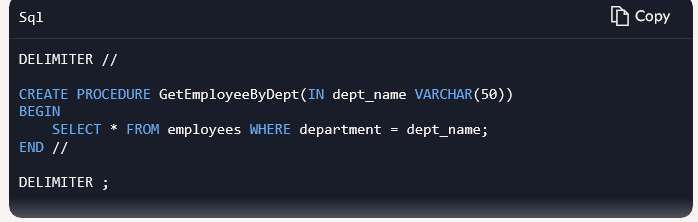 Sql
Copy
DELIMITER //
CREATE PROCEDURE GetEmployeeByDept(IN dept_name VARCHAR(50))
BEGIN
    SELECT * FROM employees WHERE department = dept_name;
END //
DELIMITER ;